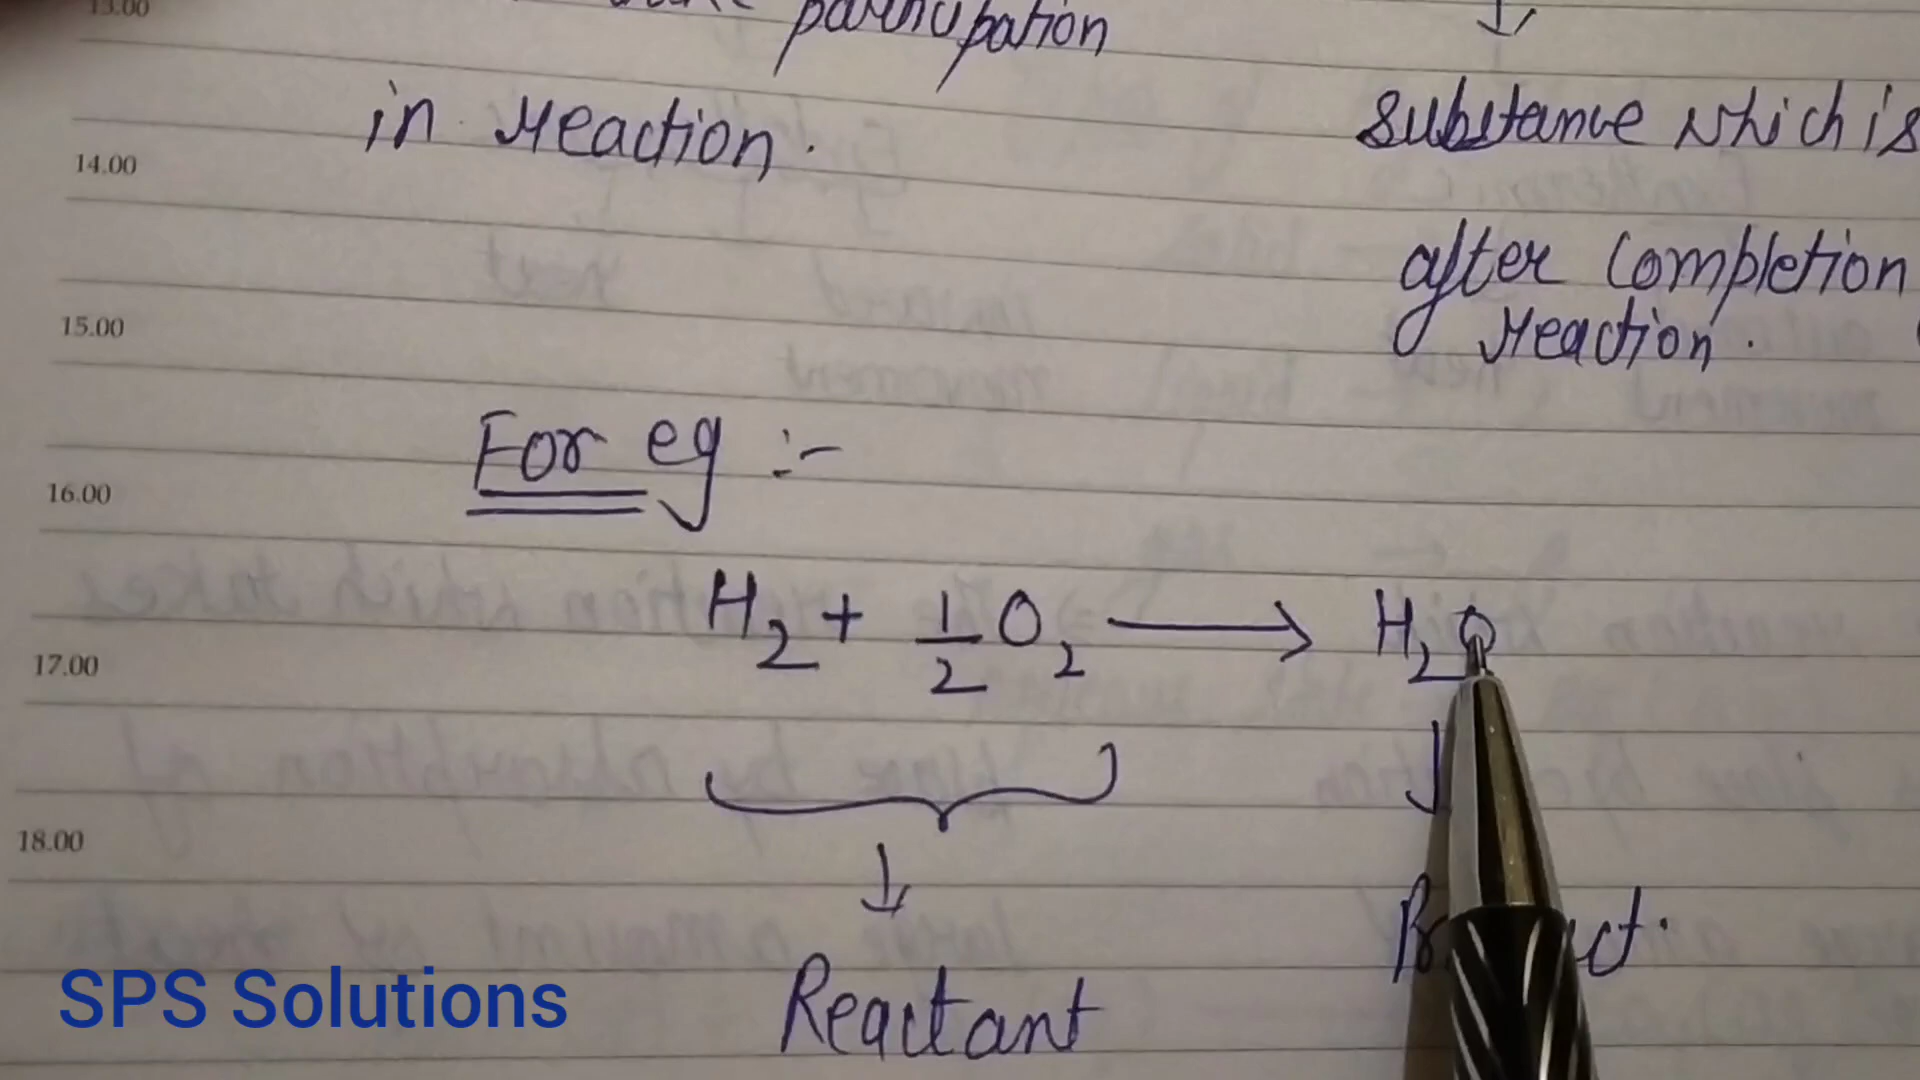 13.00
participation
in reaction.
14.00
substance which is
after completion
15.00
reaction.
For eg :-
16.00
H₂ + 1/2 O₂ → H₂O
17.00
18.00
Reactant
SPS Solutions